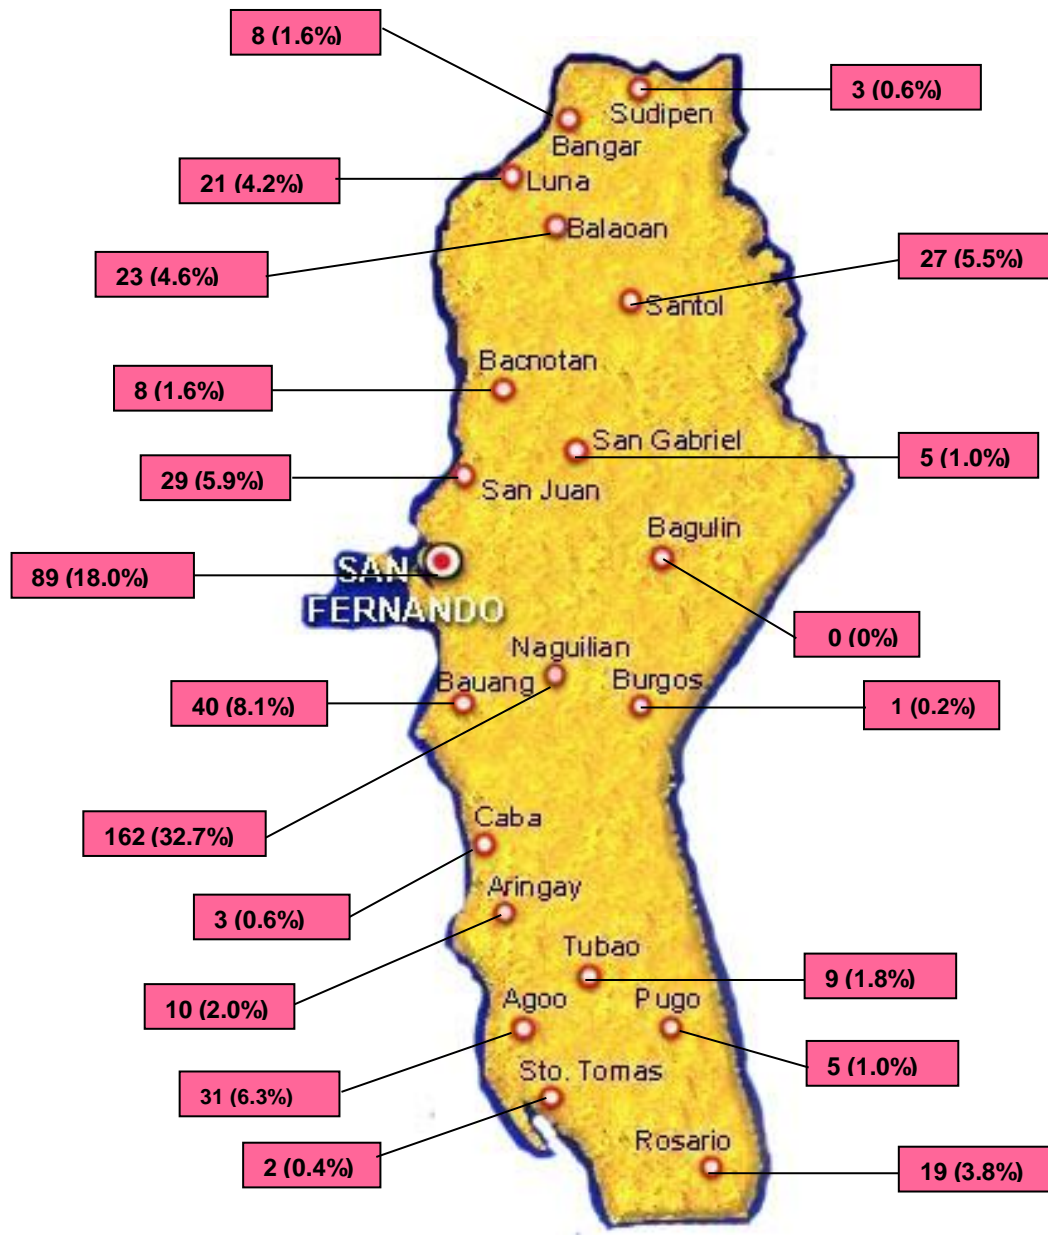 8 (1.6%)
3 (0.6%)
Sudipen
Bangar
21 (4.2%)
Luna
Balaoan
23 (4.6%)
27 (5.5%)
Santol
Bacnotan
8 (1.6%)
San Gabriel
5 (1.0%)
29 (5.9%)
San Juan
Bagulin
89 (18.0%)
SAN
FERNANDO
0 (0%)
Naguilian
Bauang
Burgos
40 (8.1%)
1 (0.2%)
162 (32.7%)
Caba
3 (0.6%)
Aringay
Tubao
9 (1.8%)
10 (2.0%)
Agoo
Pugo
5 (1.0%)
31 (6.3%)
Sto. Tomas
2 (0.4%)
Rosario
19 (3.8%)